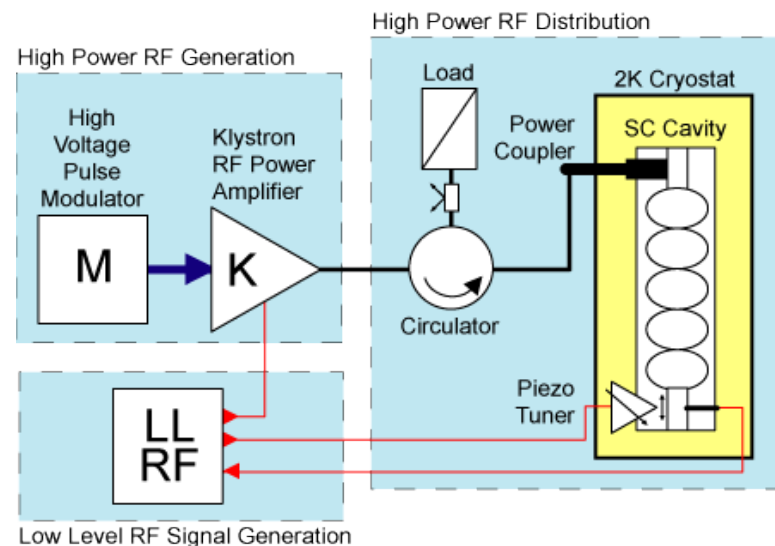 High Power RF Generation
High
Voltage
Pulse
Modulator
M
Klystron
RF Power
Amplifier
K
High Power RF Distribution
Load
Circulator
Power
Coupler
2K Cryostat
SC Cavity
Piezo
Tuner
LL
RF
Low Level RF Signal Generation